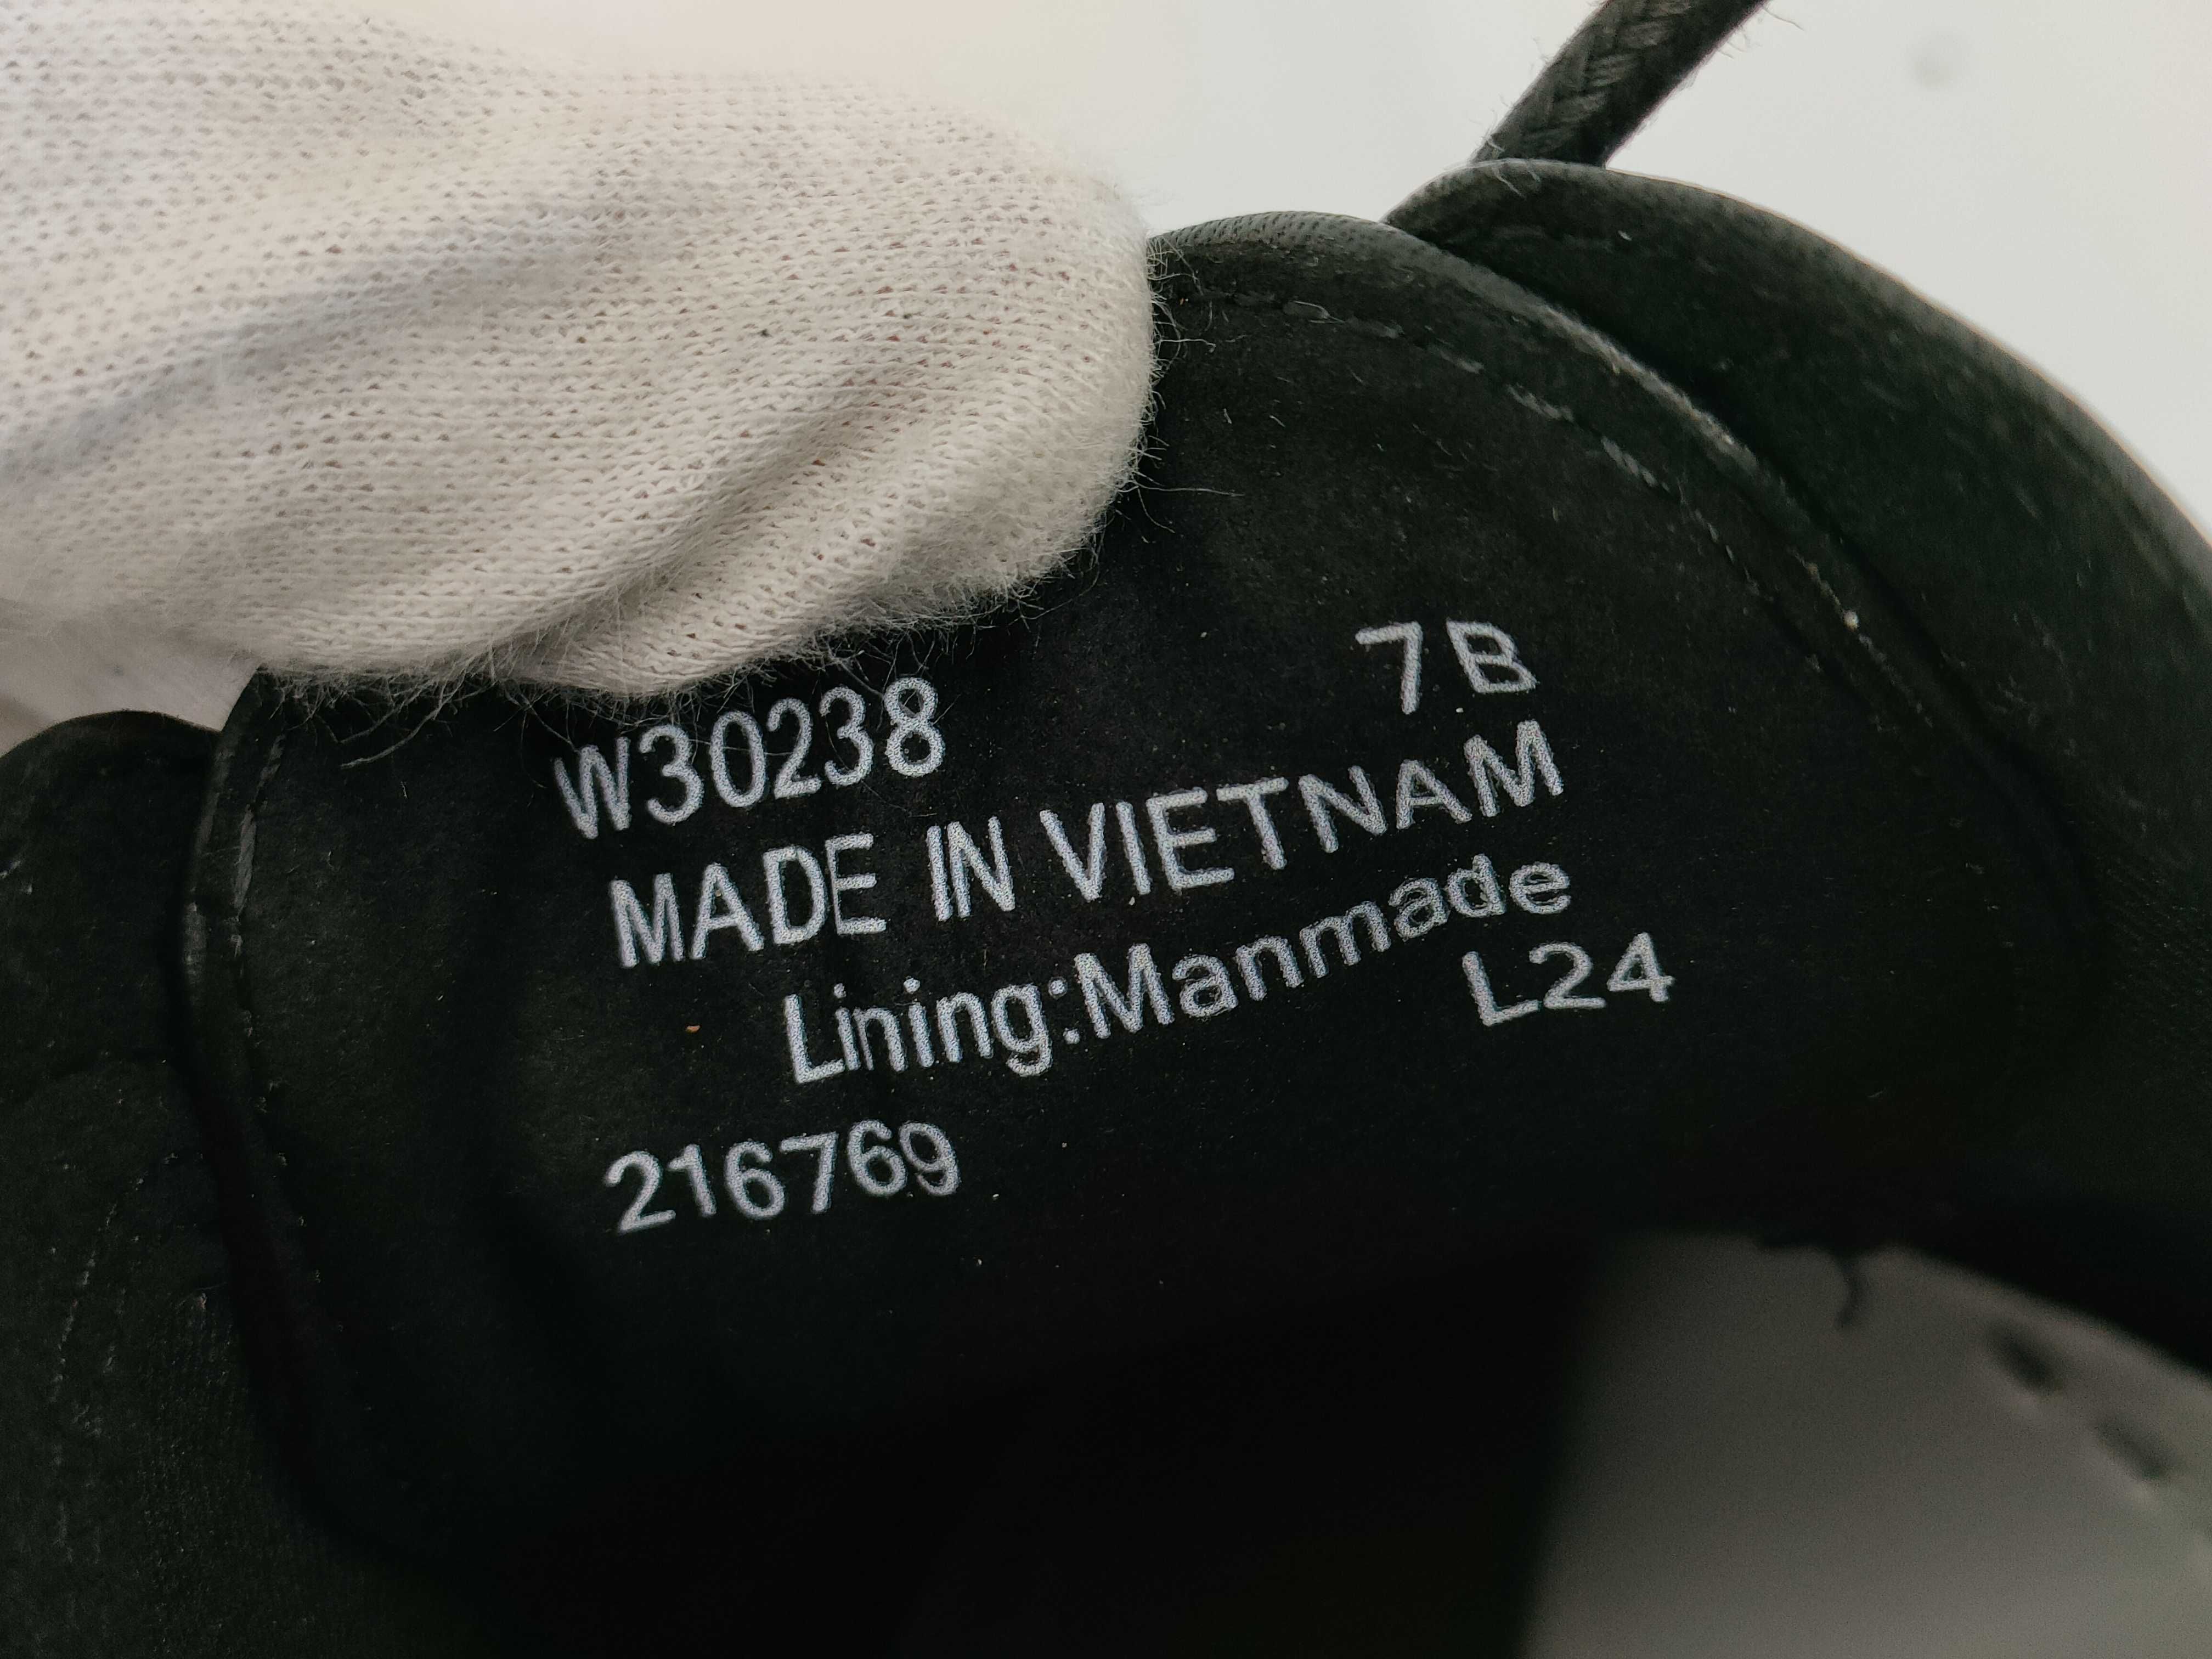 W30238 7B
MADE IN VIETNAM
Lining:Manmade
L24
216769